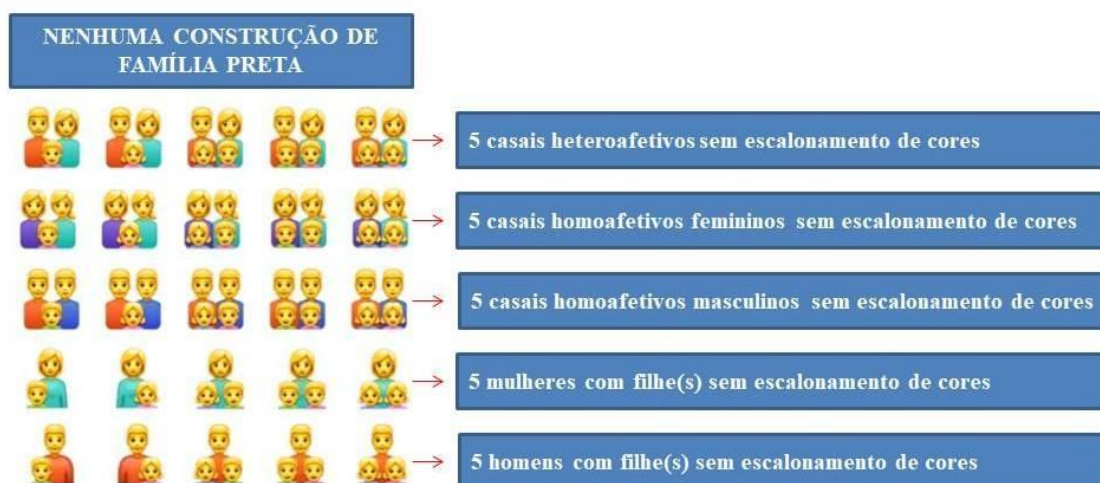 NENHUMA CONSTRUÇÃO DE
FAMÍLIA PRETA
5 casais heteroafetivos sem escalonamento de cores
5 casais homoafetivos femininos sem escalonamento de cores
5 casais homoafetivos masculinos sem escalonamento de cores
5 mulheres com filhe(s) sem escalonamento de cores
5 homens com filhe(s) sem escalonamento de cores